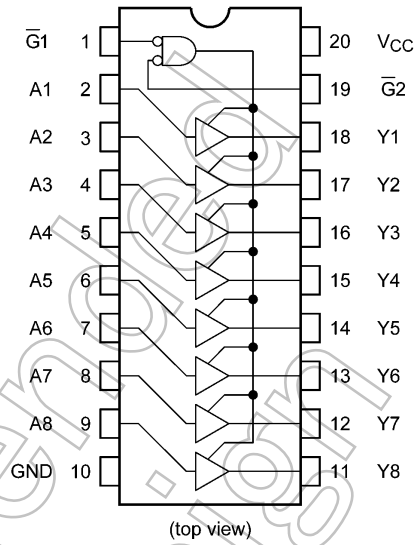 G̅1 1 20 VCC
A1 2 19 G̅2
A2 3 18 Y1
A3 4 17 Y2
A4 5 16 Y3
A5 6 15 Y4
A6 7 14 Y5
A7 8 13 Y6
A8 9 12 Y7
GND 10 11 Y8
(top view)